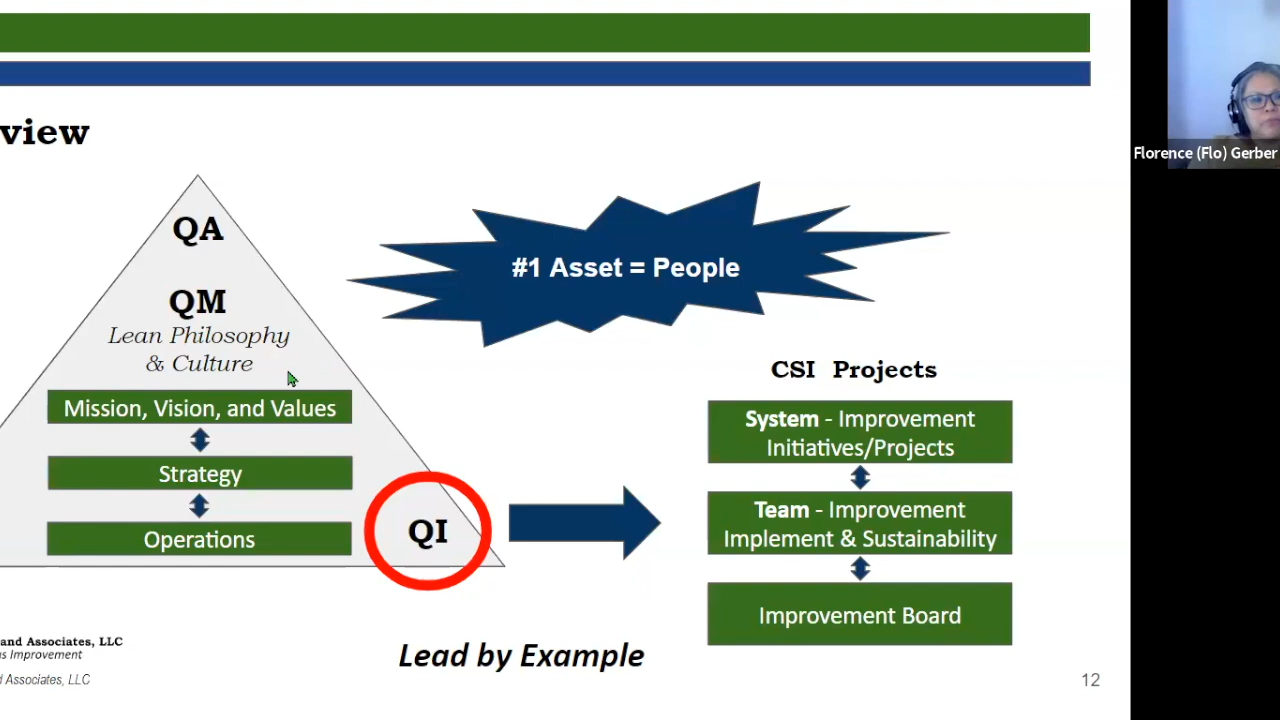 view
Florence (Flo) Gerber
QA
QM
Lean Philosophy
& Culture
Mission, Vision, and Values
Strategy
Operations
QI
#1 Asset = People
CSI Projects
System - Improvement
Initiatives/Projects
Team - Improvement
Implement & Sustainability
Improvement Board
Lead by Example
and Associates, LLC
s Improvement
Associates, LLC
12